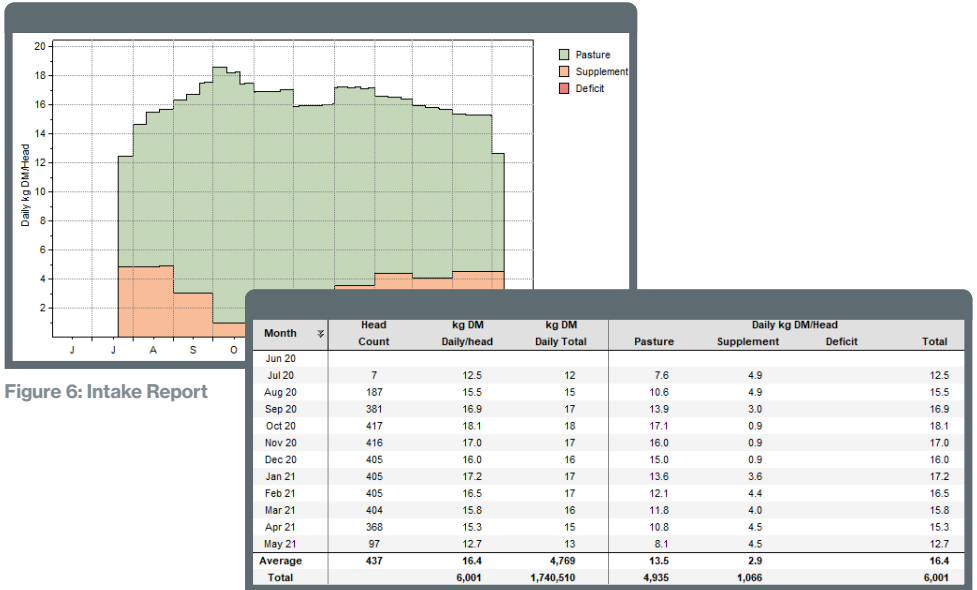 20
18
16
14
12
10
8
6
4
2
Daily kg DM/Head
J J A S O
Pasture
Supplement
Deficit
Figure 6: Intake Report
Month Head Count kg DM Daily/head kg DM Daily Total Daily kg DM/Head
Pasture Supplement Deficit Total
Jun 20
Jul 20 7 12.5 12 7.6 4.9 12.5
Aug 20 187 15.5 15 10.6 4.9 15.5
Sep 20 381 16.9 17 13.9 3.0 16.9
Oct 20 417 18.1 18 17.1 0.9 18.1
Nov 20 416 17.0 17 16.0 0.9 17.0
Dec 20 405 16.0 16 15.0 0.9 16.0
Jan 21 405 17.2 17 13.6 3.6 17.2
Feb 21 405 16.5 17 12.1 4.4 16.5
Mar 21 404 15.8 16 11.8 4.0 15.8
Apr 21 368 15.3 15 10.8 4.5 15.3
May 21 97 12.7 13 8.1 4.5 12.7
Average 437 16.4 4,769 13.5 2.9 16.4
Total 6,001 1,740,510 4,935 1,066 6,001